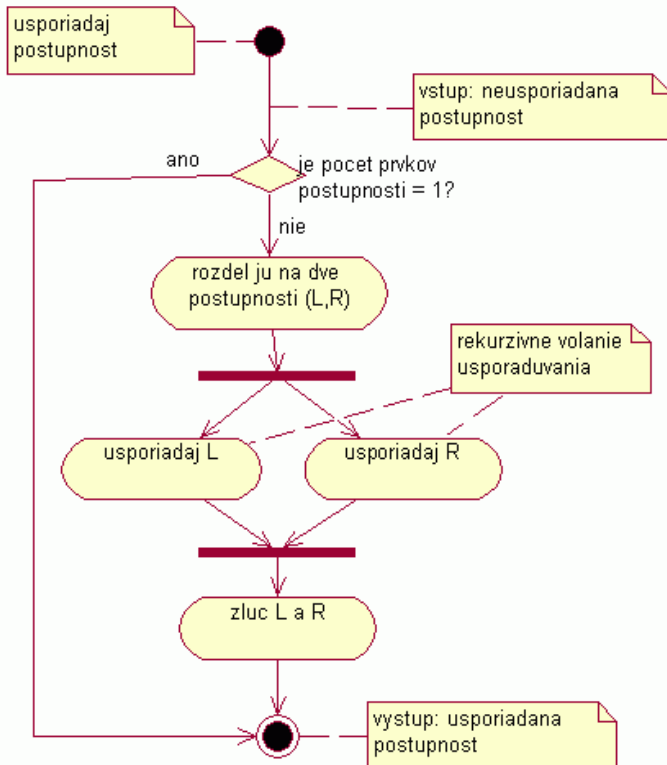 usporiadaj
postupnost
vstup: neusporiadana
postupnost
ano
je pocet prvkov
postupnosti = 1?
nie
rozdel ju na dve
postupnosti (L,R)
rekurzivne volanie
usporaduvania
usporiadaj L
usporiadaj R
zluc L a R
vystup: usporiadana
postupnost